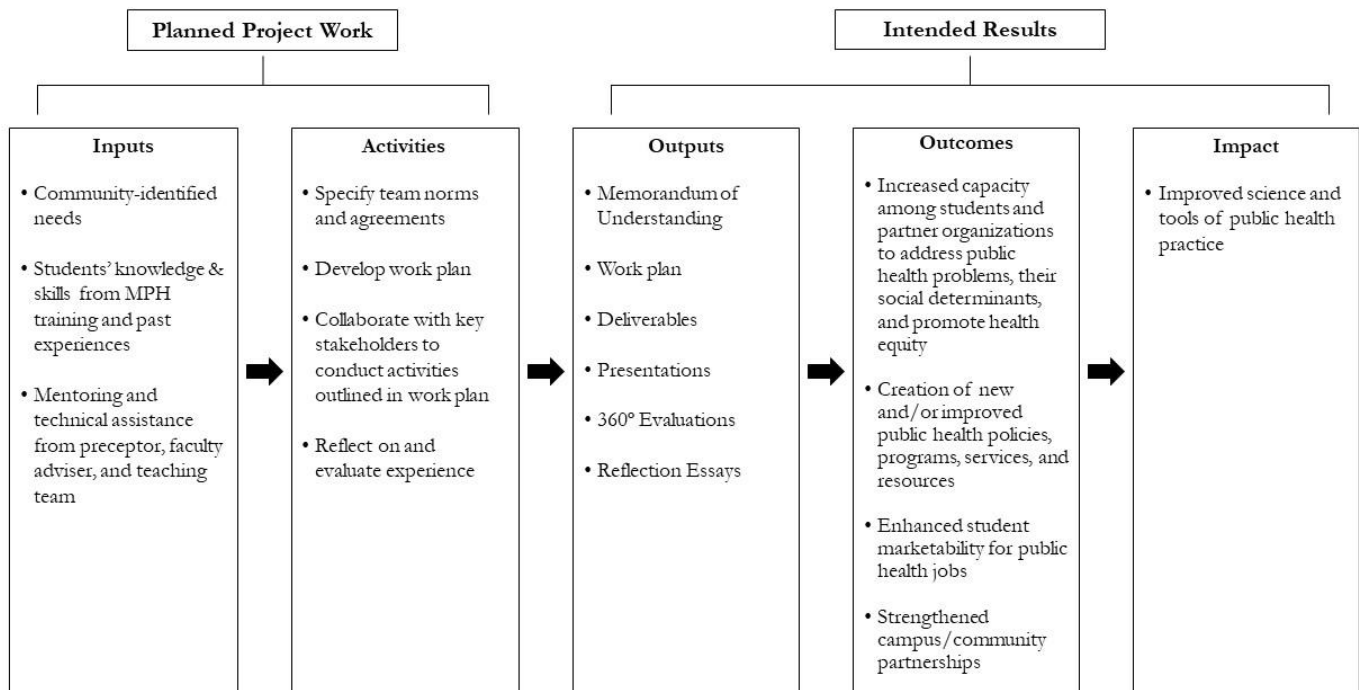 Planned Project Work
Intended Results
Inputs
• Community-identified
needs
• Students’ knowledge &
skills from MPH
training and past
experiences
• Mentoring and
technical assistance
from preceptor, faculty
adviser, and teaching
team
Activities
• Specify team norms
and agreements
• Develop work plan
• Collaborate with key
stakeholders to
conduct activities
outlined in work plan
• Reflect on and
evaluate experience
Outputs
• Memorandum of
Understanding
• Work plan
• Deliverables
• Presentations
• 360° Evaluations
• Reflection Essays
Outcomes
• Increased capacity
among students and
partner organizations
to address public
health problems, their
social determinants,
and promote health
equity
• Creation of new
and/or improved
public health policies,
programs, services, and
resources
• Enhanced student
marketability for public
health jobs
• Strengthened
campus/community
partnerships
Impact
• Improved science and
tools of public health
practice